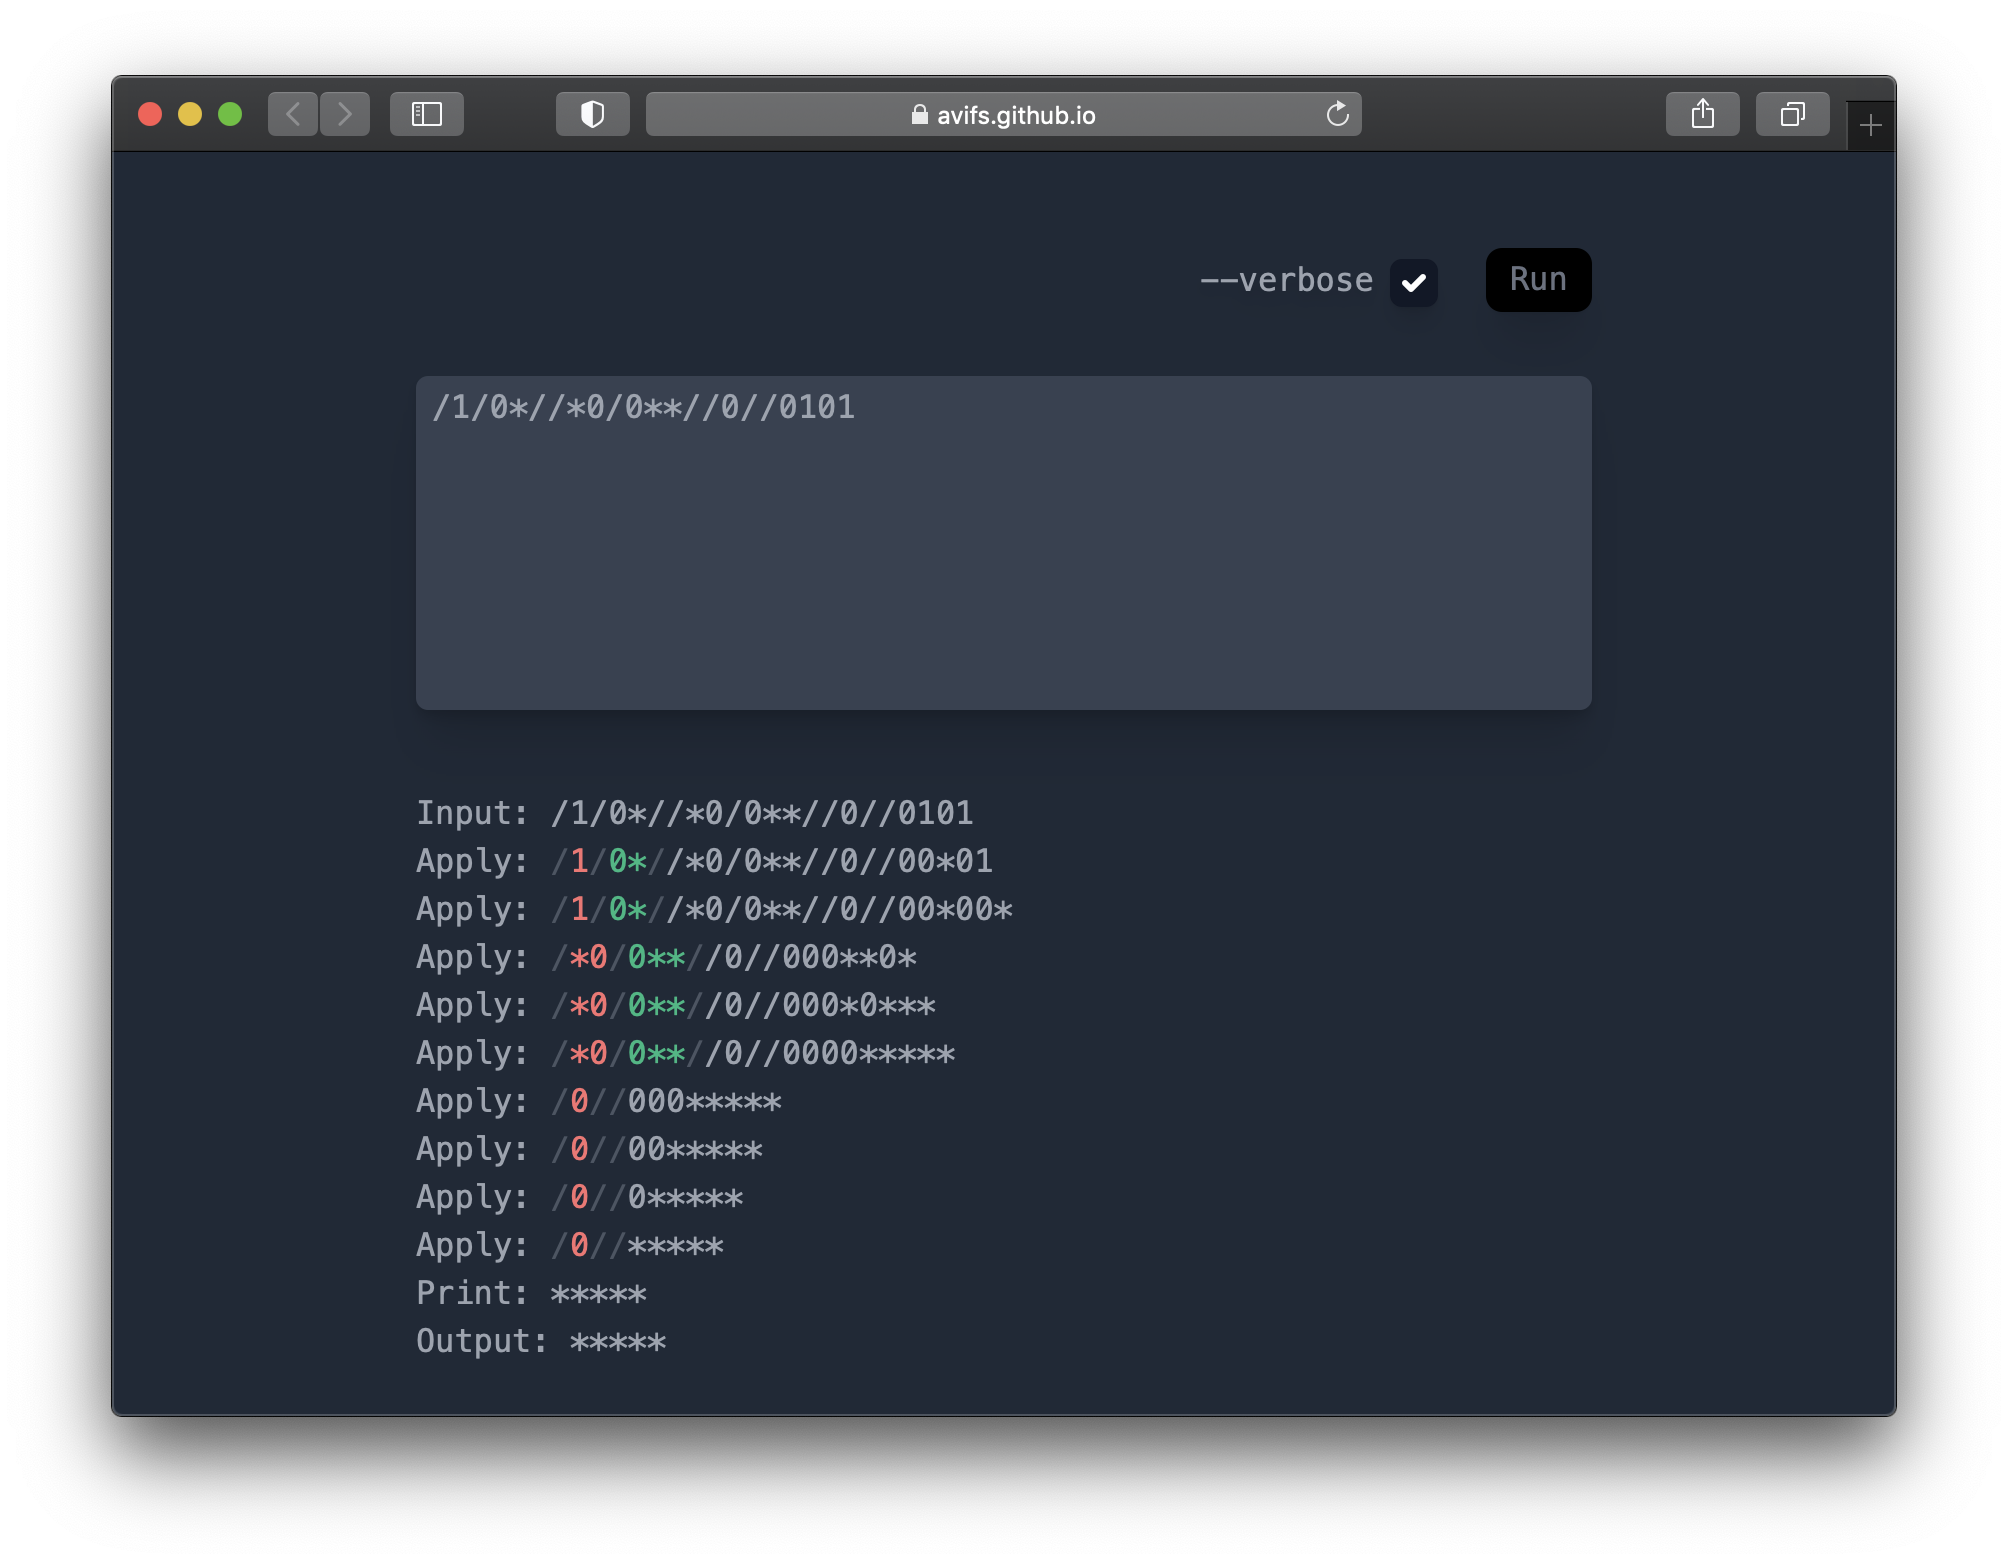 avifs.github.io
--verbose Run
/1/0*//*0/0**//0//0101
Input: /1/0*//*0/0**//0//0101
Apply: /1/0*//*0/0**//0//00*01
Apply: /1/0*//*0/0**//0//00*00*
Apply: /*0/0**//0//000**0*
Apply: /*0/0**//0//000*0***
Apply: /*0/0**//0//0000*****
Apply: /0//000*****
Apply: /0//00*****
Apply: /0//0*****
Apply: /0//*****
Print: *****
Output: *****